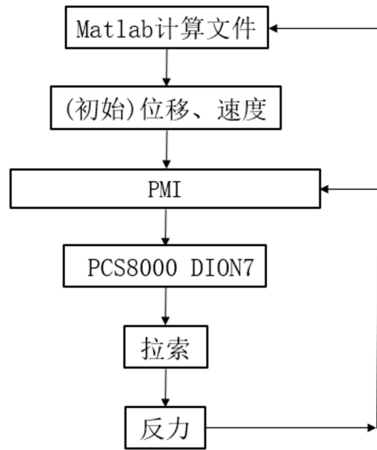 Matlab计算文件
(初始)位移、速度
PMI
PCS8000 DION7
拉索
反力